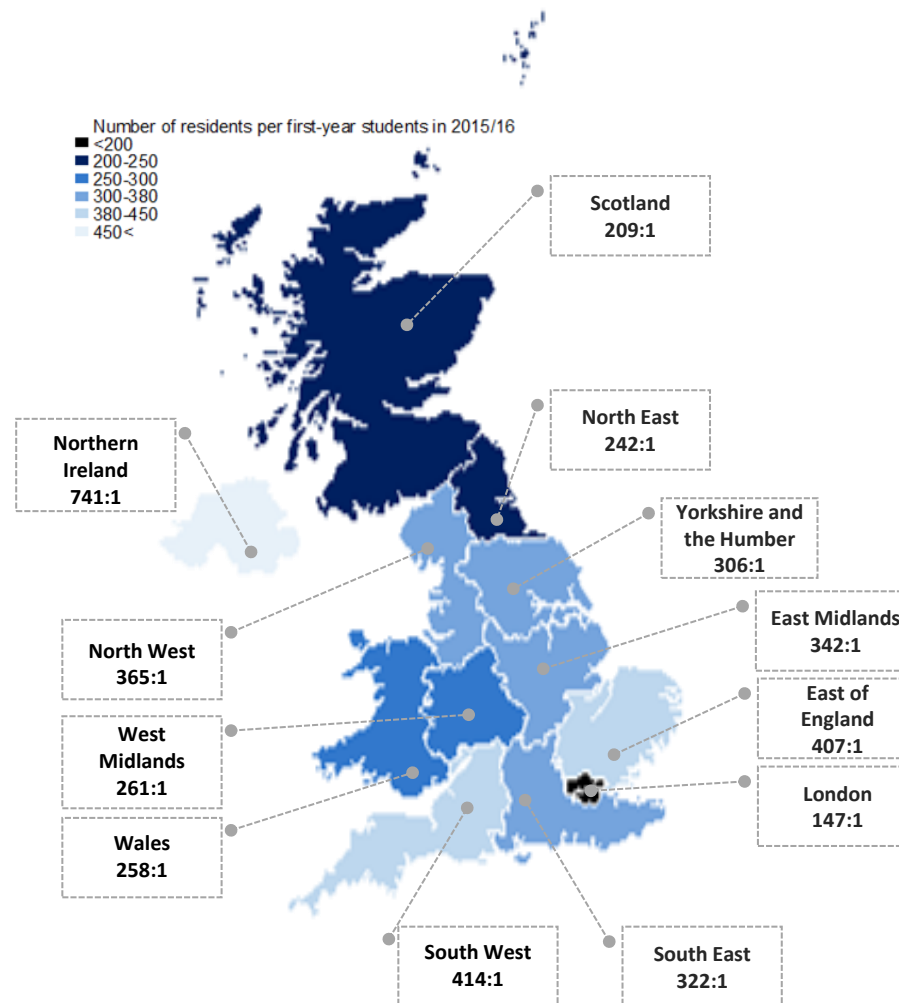 Number of residents per first-year students in 2015/16
<200
200-250
250-300
300-380
380-450
450<
Scotland
209:1
North East
242:1
Northern
Ireland
741:1
Yorkshire and
the Humber
306:1
East Midlands
342:1
North West
365:1
East of
England
407:1
West
Midlands
261:1
London
147:1
Wales
258:1
South West
414:1
South East
322:1